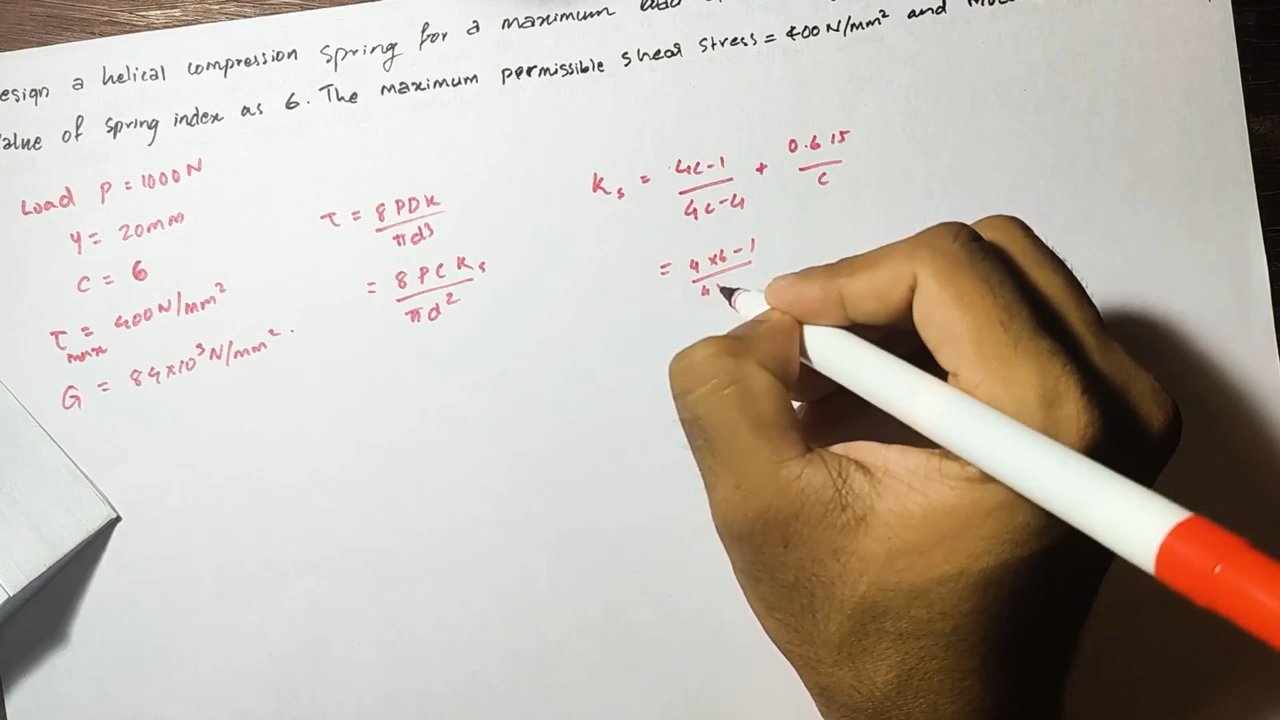 esign a helical compression spring for a maximum
value of spring index as 6. The maximum permissible shear stress = 400 N/mm² and
Load P = 1000 N
y = 20mm
C = 6
τmax = 400 N/mm²
G = 84×10³ N/mm².
τ = 8PDK / πd³
= 8PCKs / πd²
Ks = 4C-1 / 4C-4 + 0.615 / C
= 4×6-1 / 4